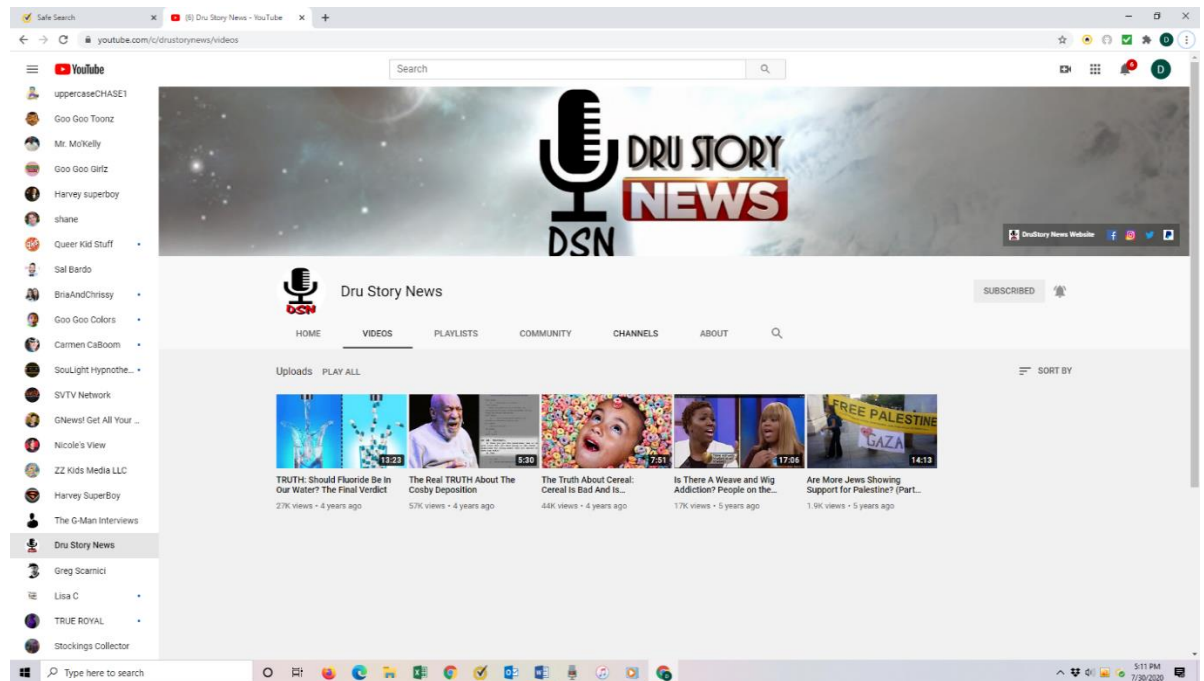 Safe Search
(6) Dru Story News - YouTube
youtube.com/c/drustorynews/videos
YouTube
Search
6
D
D
uppercaseCHASE1
Goo Goo Toonz
Mr. Mo'Kelly
Goo Goo Girlz
Harvey superboy
shane
Queer Kid Stuff
Sal Bardo
BriaAndChrissy
Goo Goo Colors
Carmen CaBoom
SouLight Hypnothe...
SVTV Network
GNews! Get All Your ...
Nicole's View
ZZ Kids Media LLC
Harvey SuperBoy
The G-Man Interviews
Dru Story News
Greg Scarnici
Lisa C
TRUE ROYAL
Stockings Collector
DRU STORY
NEWS
DSN
DruStory News Website
DSN
Dru Story News
SUBSCRIBED
HOME VIDEOS PLAYLISTS COMMUNITY CHANNELS ABOUT
Uploads PLAY ALL
SORT BY
13:23
TRUTH: Should Fluoride Be In
Our Water? The Final Verdict
27K views • 4 years ago
5:30
The Real TRUTH About The
Cosby Deposition
57K views • 4 years ago
7:51
The Truth About Cereal:
Cereal Is Bad And Is...
44K views • 4 years ago
17:06
Is There A Weave and Wig
Addiction? People on the...
17K views • 5 years ago
FREE PALESTINE
GAZA
14:13
Are More Jews Showing
Support for Palestine? (Part...
1.9K views • 5 years ago
Type here to search
5:11 PM
7/30/2020